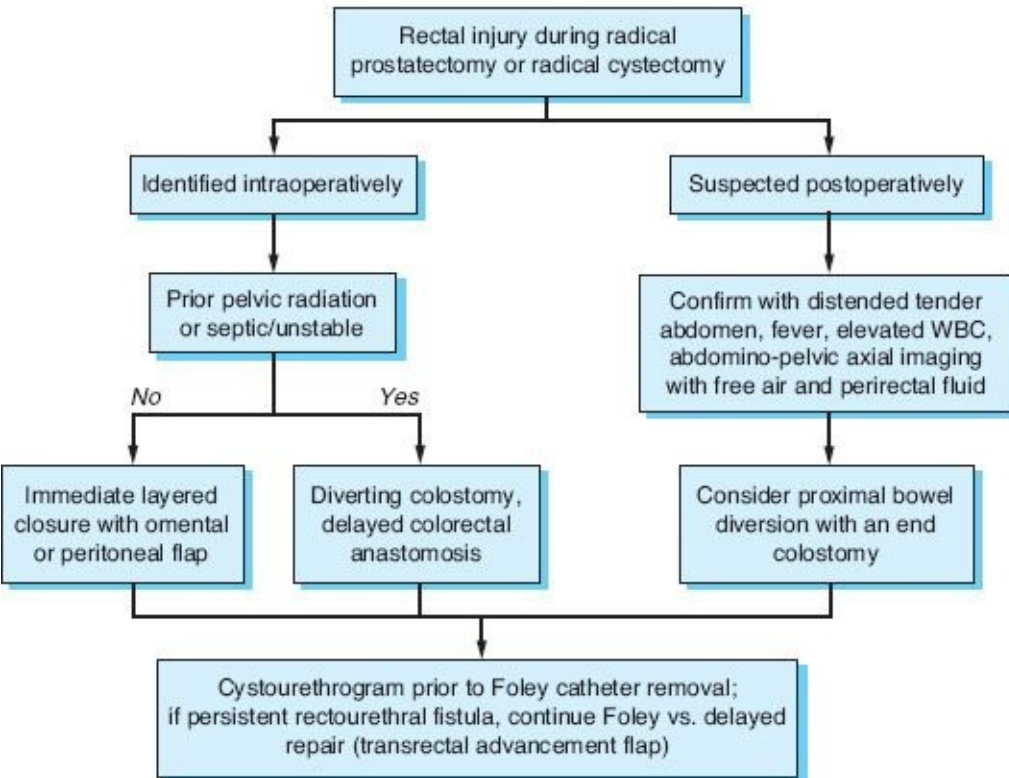 Rectal injury during radical
prostatectomy or radical cystectomy
Identified intraoperatively
Suspected postoperatively
Prior pelvic radiation
or septic/unstable
Confirm with distended tender
abdomen, fever, elevated WBC,
abdomino-pelvic axial imaging
with free air and perirectal fluid
No
Yes
Immediate layered
closure with omental
or peritoneal flap
Diverting colostomy,
delayed colorectal
anastomosis
Consider proximal bowel
diversion with an end
colostomy
Cystourethrogram prior to Foley catheter removal;
if persistent rectourethral fistula, continue Foley vs. delayed
repair (transrectal advancement flap)